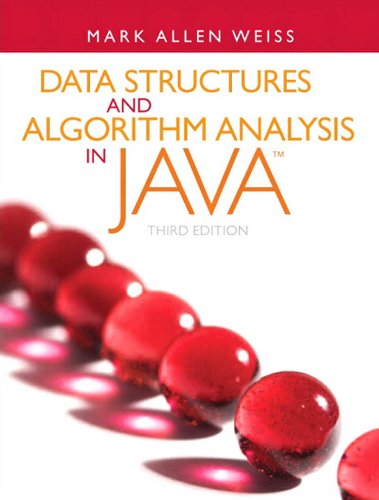 MARK ALLEN WEISS
DATA STRUCTURES
AND
ALGORITHM ANALYSIS
IN JAVA™
THIRD EDITION